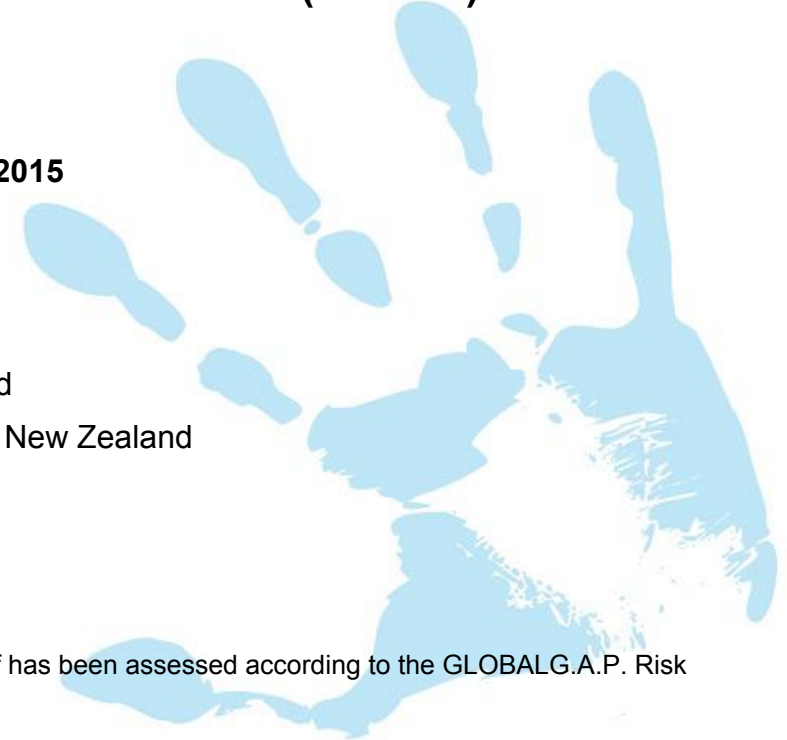 2015
d
New Zealand
has been assessed according to the GLOBALG.A.P. Risk